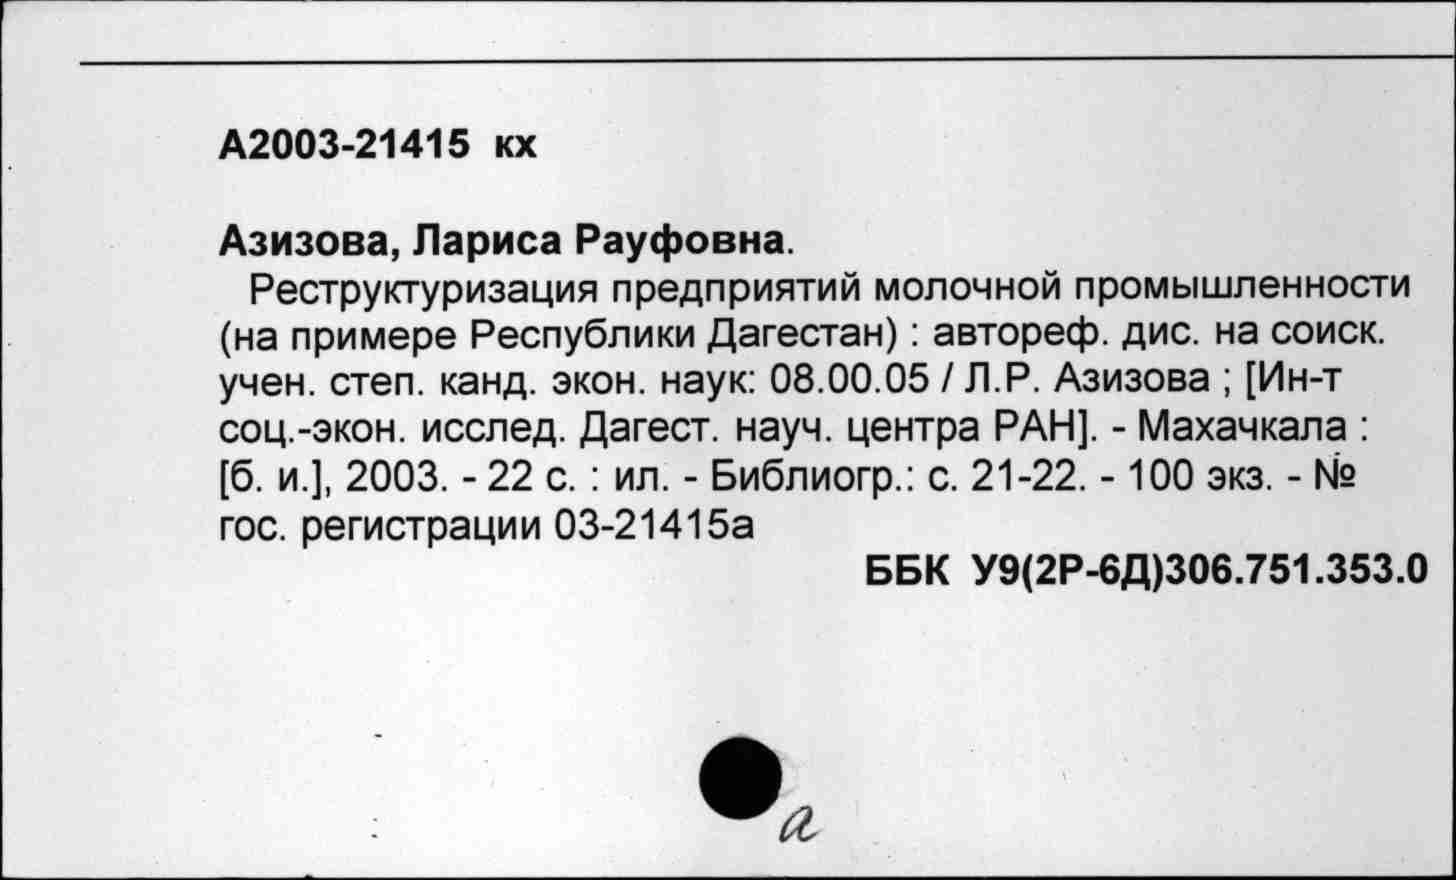 А2003-21415 кх
Азизова, Лариса Рауфовна.
Реструктуризация предприятий молочной промышленности
(на примере Республики Дагестан) : автореф. дис. на соиск.
учен. степ. канд. экон. наук: 08.00.05 / Л.Р. Азизова ; [Ин-т
соц.-экон. исслед. Дагест. науч. центра РАН]. - Махачкала :
[б. и.], 2003. - 22 с. : ил. - Библиогр.: с. 21-22. - 100 экз. - №
гос. регистрации 03-21415а
ББК У9(2Р-6Д)306.751.353.0
а